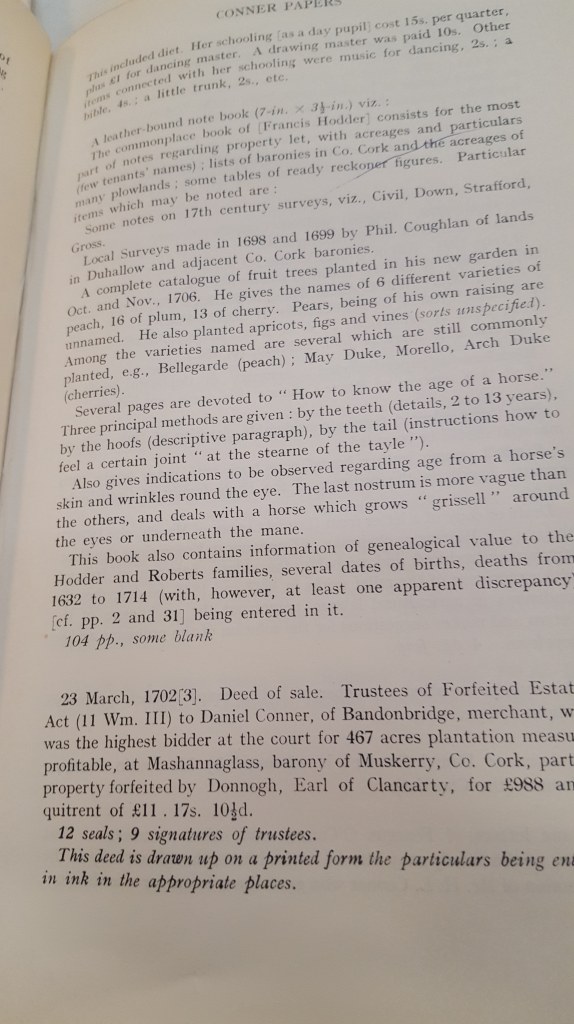 CONNER PAPERS
This included diet. Her schooling [as a day pupil] cost 15s. per quarter,
plus £1 for dancing master. A drawing master was paid 10s. Other
items connected with her schooling were music for dancing, 2s. ; a
bible, 4s. ; a little trunk, 2s., etc.
A leather-bound note book (7-in. × 3½-in.) viz. :
The commonplace book of [Francis Hodder] consists for the most
part of notes regarding property let, with acreages and particulars
(few tenants' names) ; lists of baronies in Co. Cork and the acreages of
many plowlands ; some tables of ready reckoner figures. Particular
items which may be noted are :
Some notes on 17th century surveys, viz., Civil, Down, Strafford,
Gross.
Local Surveys made in 1698 and 1699 by Phil. Coughlan of lands
in Duhallow and adjacent Co. Cork baronies.
A complete catalogue of fruit trees planted in his new garden in
Oct. and Nov., 1706. He gives the names of 6 different varieties of
peach, 16 of plum, 13 of cherry. Pears, being of his own raising are
unnamed. He also planted apricots, figs and vines (sorts unspecified).
Among the varieties named are several which are still commonly
planted, e.g., Bellegarde (peach) ; May Duke, Morello, Arch Duke
(cherries).
Several pages are devoted to " How to know the age of a horse."
Three principal methods are given : by the teeth (details, 2 to 13 years),
by the hoofs (descriptive paragraph), by the tail (instructions how to
feel a certain joint " at the stearne of the tayle ").
Also gives indications to be observed regarding age from a horse's
skin and wrinkles round the eye. The last nostrum is more vague than
the others, and deals with a horse which grows " grissell " around
the eyes or underneath the mane.
This book also contains information of genealogical value to the
Hodder and Roberts families, several dates of births, deaths from
1632 to 1714 (with, however, at least one apparent discrepancy
[cf. pp. 2 and 31] being entered in it.
104 pp., some blank
23 March, 1702[3]. Deed of sale. Trustees of Forfeited Estat
Act (11 Wm. III) to Daniel Conner, of Bandonbridge, merchant, w
was the highest bidder at the court for 467 acres plantation measu
profitable, at Mashannaglass, barony of Muskerry, Co. Cork, part
property forfeited by Donnogh, Earl of Clancarty, for £988 an
quitrent of £11 . 17s. 10½d.
12 seals ; 9 signatures of trustees.
This deed is drawn up on a printed form the particulars being ent
in ink in the appropriate places.